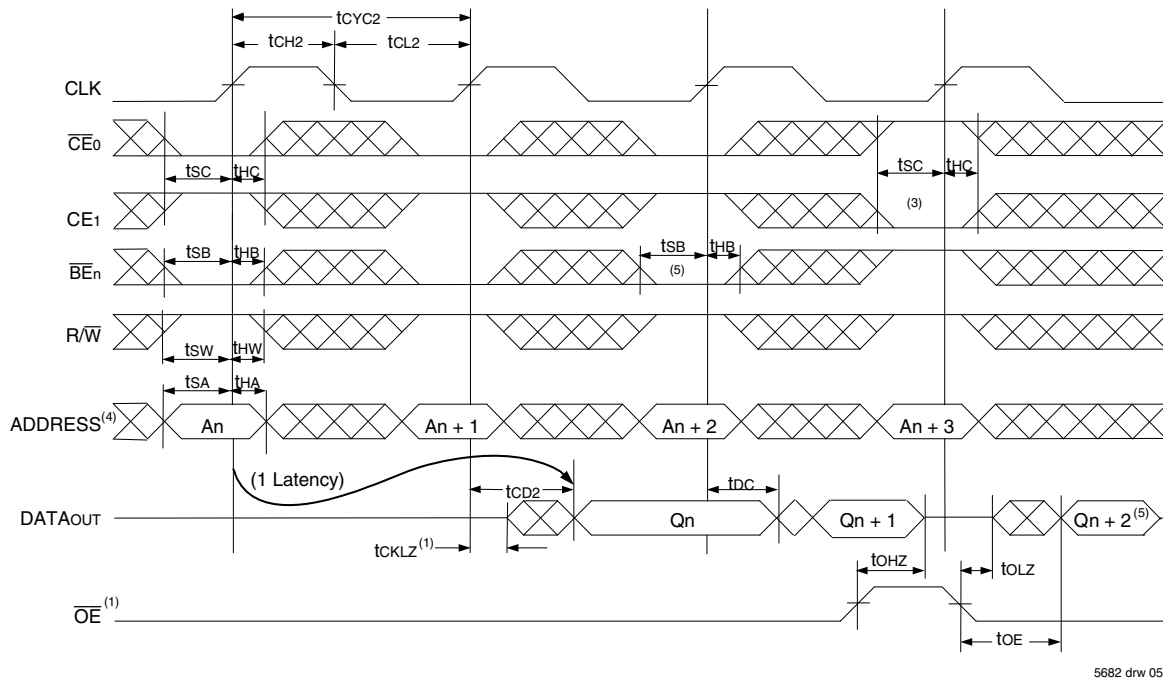 tCYC2
tCH2 tCL2
CLK
CE0
tSC tHC tSC tHC
CE1 (3)
tSB tHB tSB tHB
BEn (5)
R/W
tSW tHW
tSA tHA
ADDRESS(4) An An + 1 An + 2 An + 3
(1 Latency) tCD2 tDC
DATAOUT Qn Qn + 1 Qn + 2(5)
tCKLZ(1) tOHZ tOLZ
OE(1)
tOE
5682 drw 05